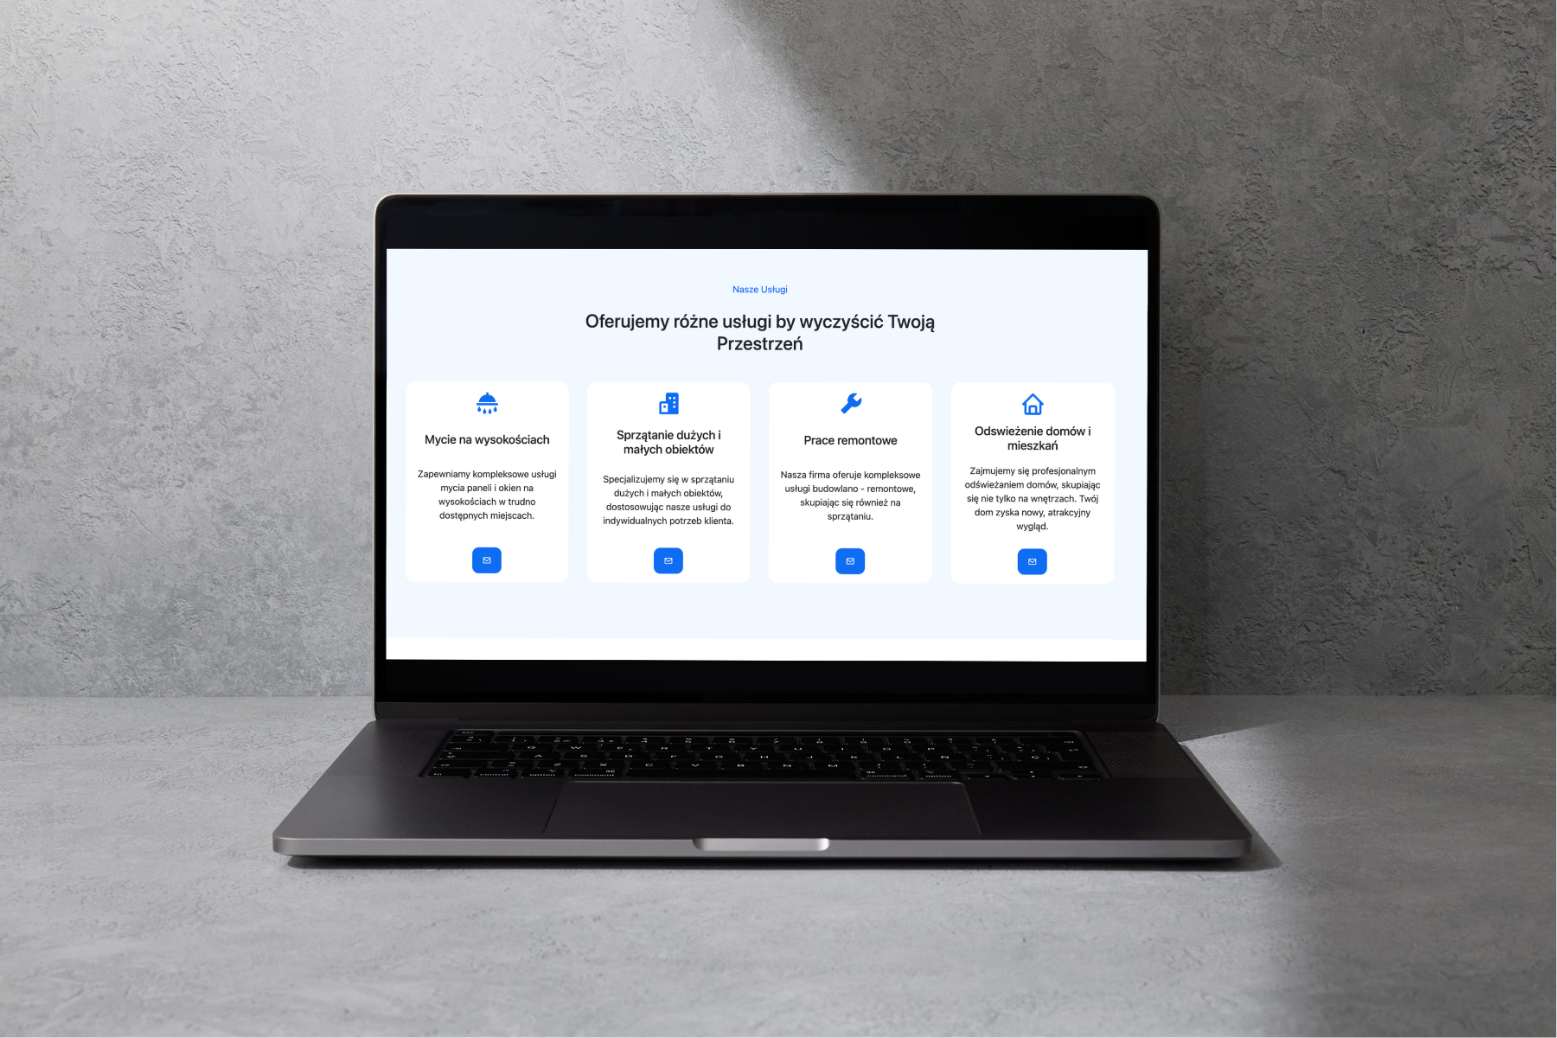 Nasze Usługi
Oferujemy różne usługi by wyczyścić Twoją
Przestrzeń
Mycie na wysokościach
Zapewniamy kompleksowe usługi
mycia paneli i okien na
wysokościach w trudno
dostępnych miejscach.
Sprzątanie dużych i
małych obiektów
Specjalizujemy się w sprzątaniu
dużych i małych obiektów,
dostosowując nasze usługi do
indywidualnych potrzeb klienta.
Prace remontowe
Nasza firma oferuje kompleksowe
usługi budowlano - remontowe,
skupiając się również na
sprzątaniu.
Odswieżenie domów i
mieszkań
Zajmujemy się profesjonalnym
odświeżaniem domów, skupiając
się nie tylko na wnętrzach. Twój
dom zyska nowy, atrakcyjny
wygląd.